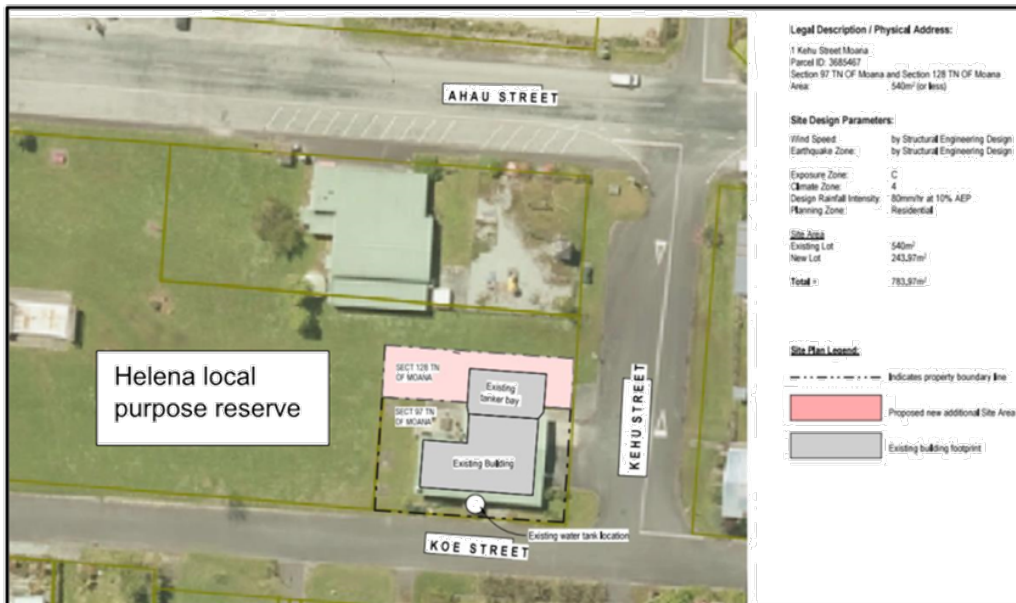 AHAU STREET
SECT 128 TN
OF MOANA
Existing
tanker bay
SECT 97 TN
OF MOANA
Existing Building
Helena local
purpose reserve
KEHU STREET
Existing water tank location
KOE STREET
Legal Description / Physical Address:
1 Kehu Street Moana
Parcel ID: 3685467
Section 97 TN OF Moana and Section 128 TN OF Moana
Area: 540m² (or less)
Site Design Parameters:
Wind Speed: by Structural Engineering Design
Earthquake Zone: by Structural Engineering Design
Exposure Zone: C
Climate Zone: 4
Design Rainfall Intensity: 80mm/hr at 10% AEP
Planning Zone: Residential
Site Area
Existing Lot 540m²
New Lot 243.97m²
Total = 783.97m²
Site Plan Legend:
Indicates property boundary line
Proposed new additional Site Area
Existing building footprint